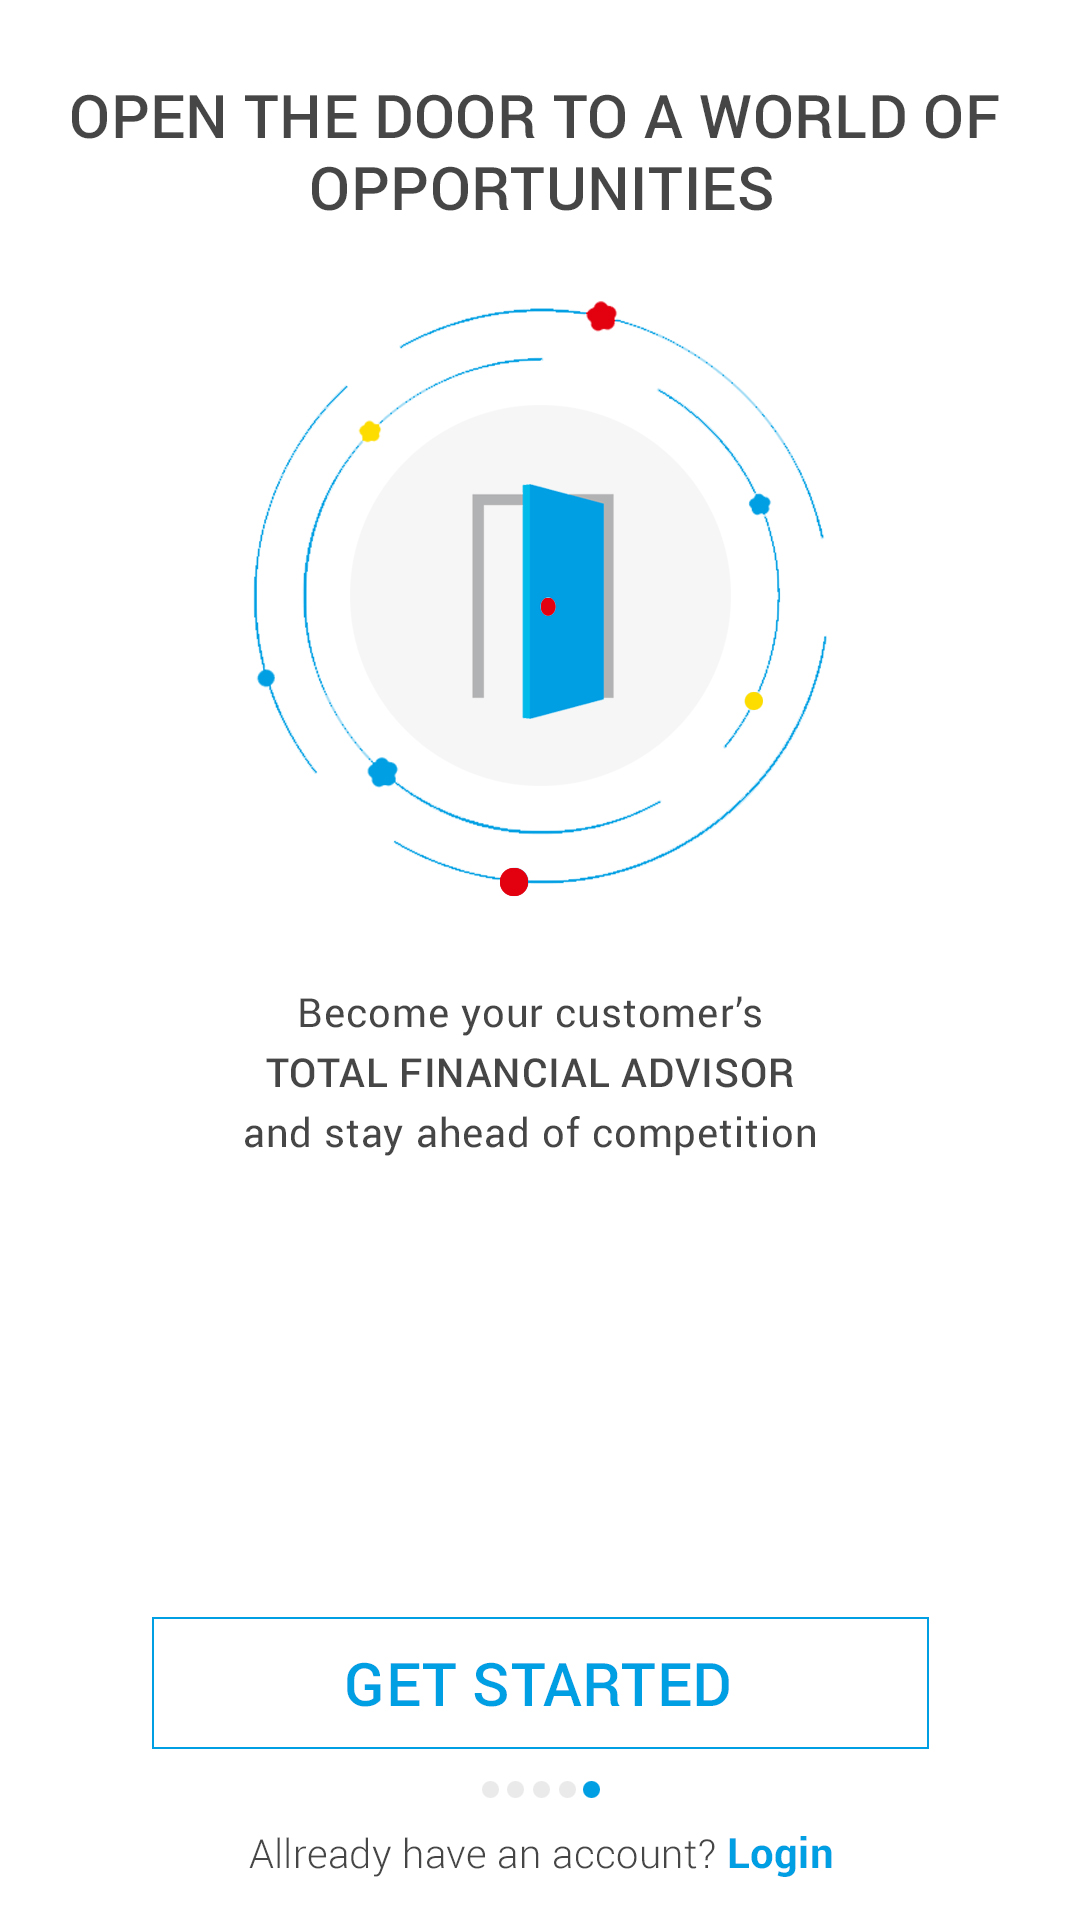 OPEN THE DOOR TO A WORLD OF
OPPORTUNITIES
Become your customer’s
TOTAL FINANCIAL ADVISOR
and stay ahead of competition
GET STARTED
Allready have an account? Login